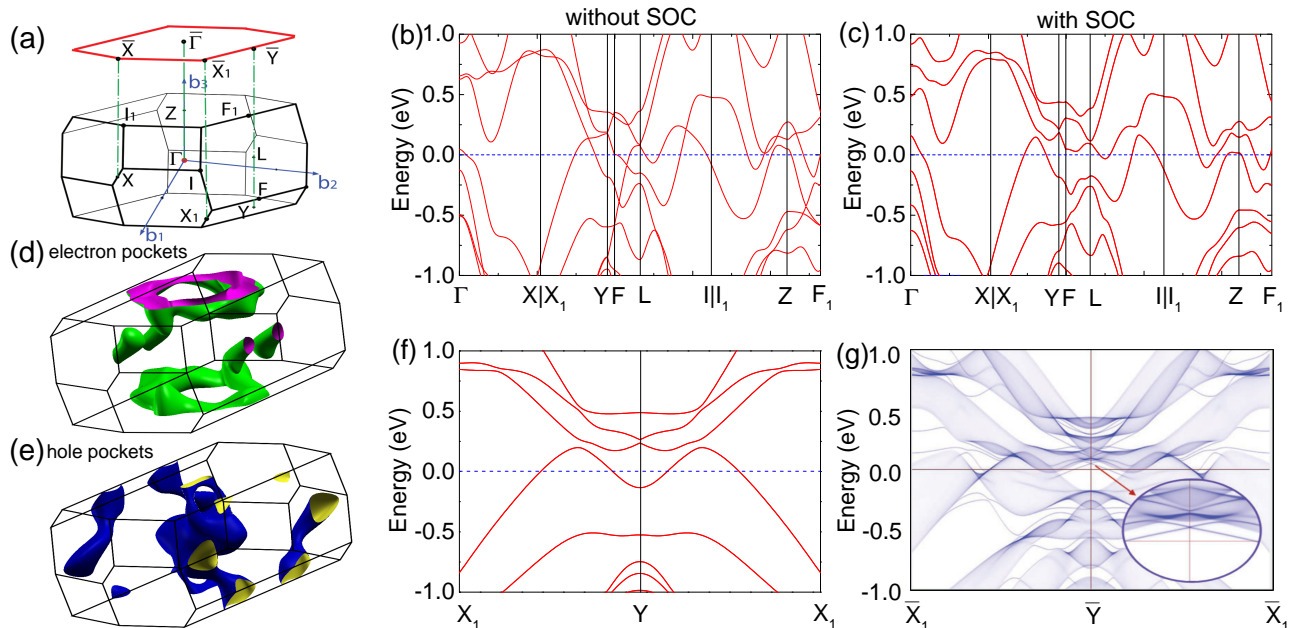 without SOC
with SOC
(a)
X̅
Γ̅
Y̅
X̅₁
b₃
I₁
Z
F₁
Γ
L
b₂
X
I
F
X₁
Y
b₁
(b)
Energy (eV)
1.0
0.5
0.0
-0.5
-1.0
Γ X|X₁ Y F L I|I₁ Z F₁
(c)
Energy (eV)
1.0
0.5
0.0
-0.5
-1.0
Γ X|X₁ Y F L I|I₁ Z F₁
(d) electron pockets
(e) hole pockets
(f)
Energy (eV)
1.0
0.5
0.0
-0.5
-1.0
X₁ Y X₁
(g)
Energy (eV)
1.0
0.5
0.0
-0.5
-1.0
X̅₁ Y̅ X̅₁